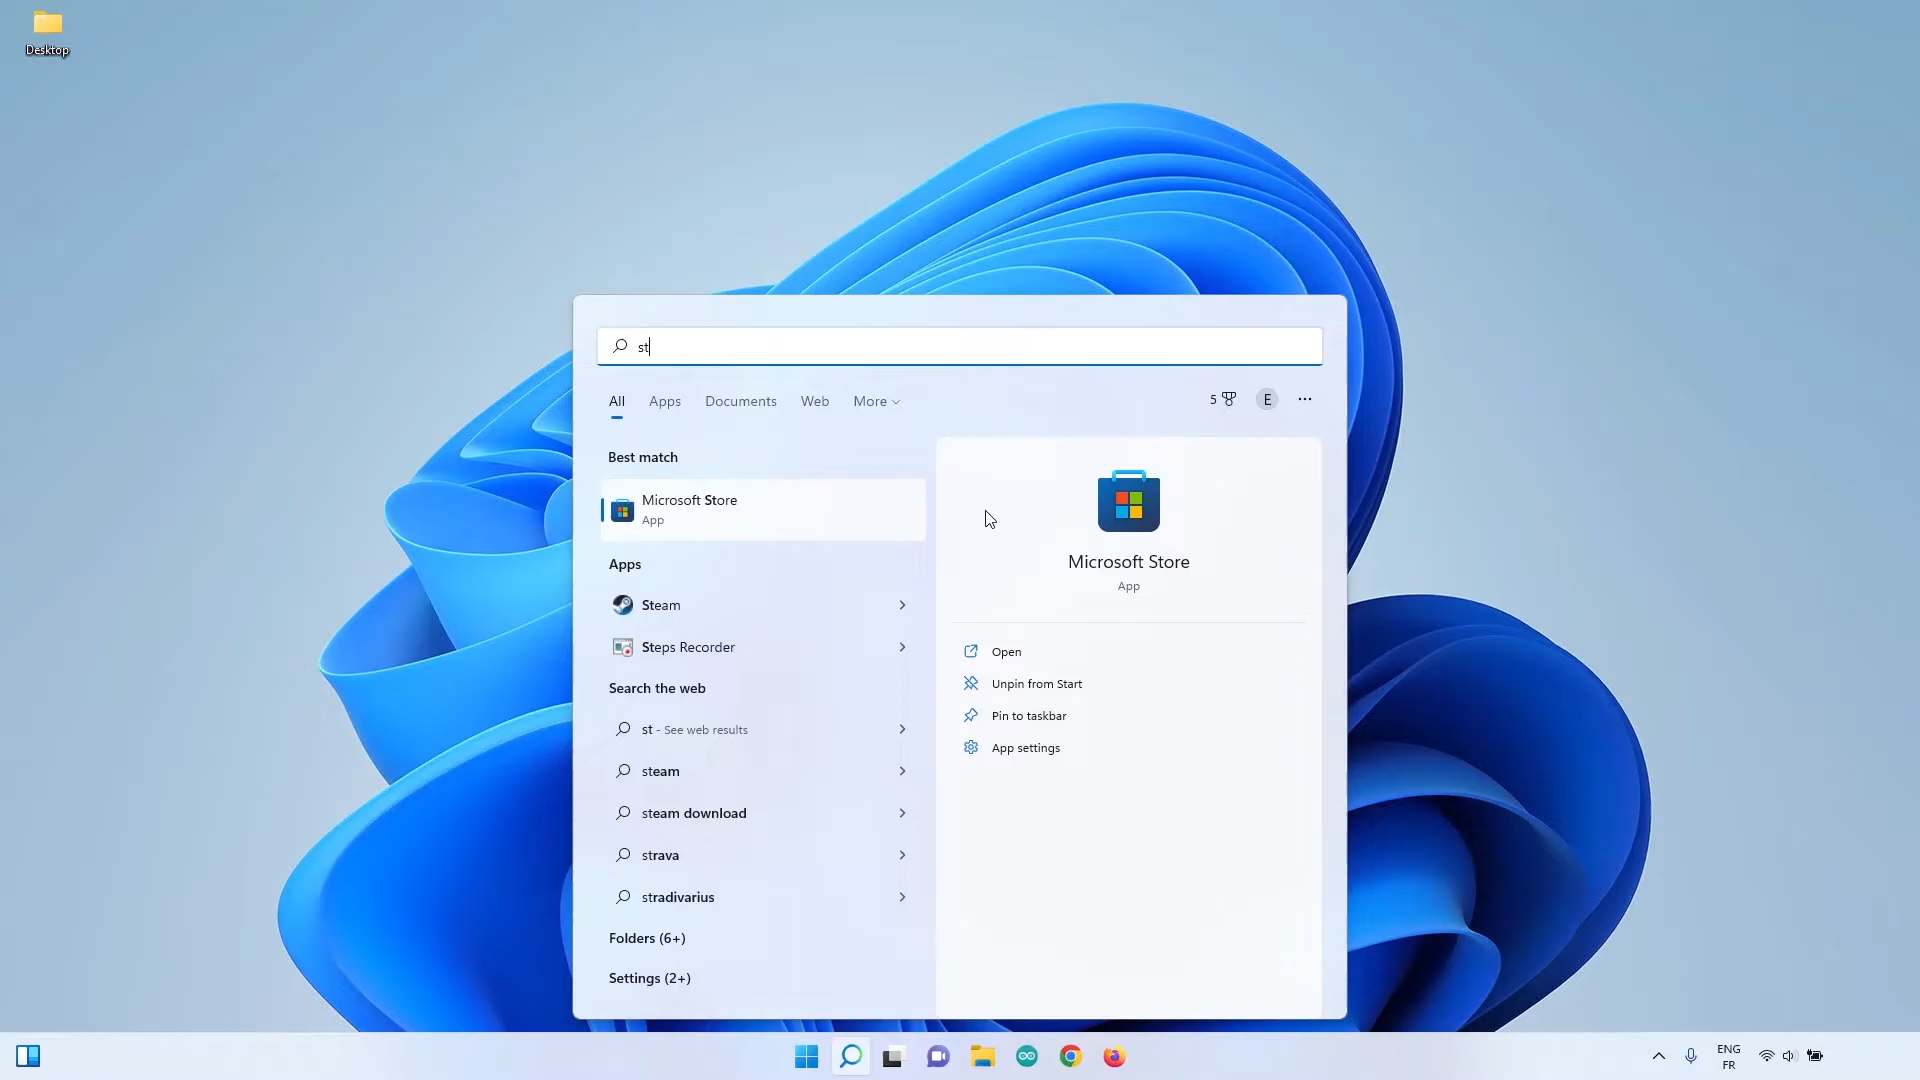 Desktop
st
All Apps Documents Web More
5 E ...
Best match
Microsoft Store
App
Apps
Steam
Steps Recorder
Search the web
st - See web results
steam
steam download
strava
stradivarius
Folders (6+)
Settings (2+)
Microsoft Store
App
Open
Unpin from Start
Pin to taskbar
App settings
ENG
FR